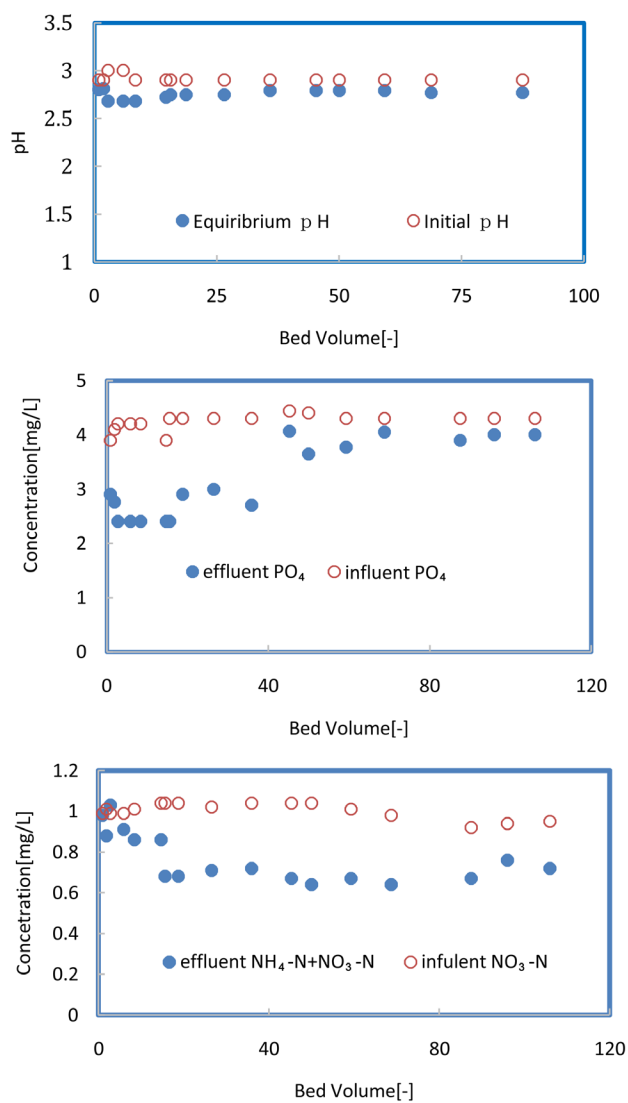 3.5
3
2.5
2
1.5
1
pH
Equiribrium ｐH
Initial ｐH
0
25
50
75
100
Bed Volume[-]
5
4
3
2
1
0
Concentration[mg/L]
effluent PO₄
influent PO₄
0
40
80
120
Bed Volume[-]
1.2
1
0.8
0.6
0.4
0.2
0
Concetration[mg/L]
effluent NH₄-N+NO₃-N
infulent NO₃-N
0
40
80
120
Bed Volume[-]